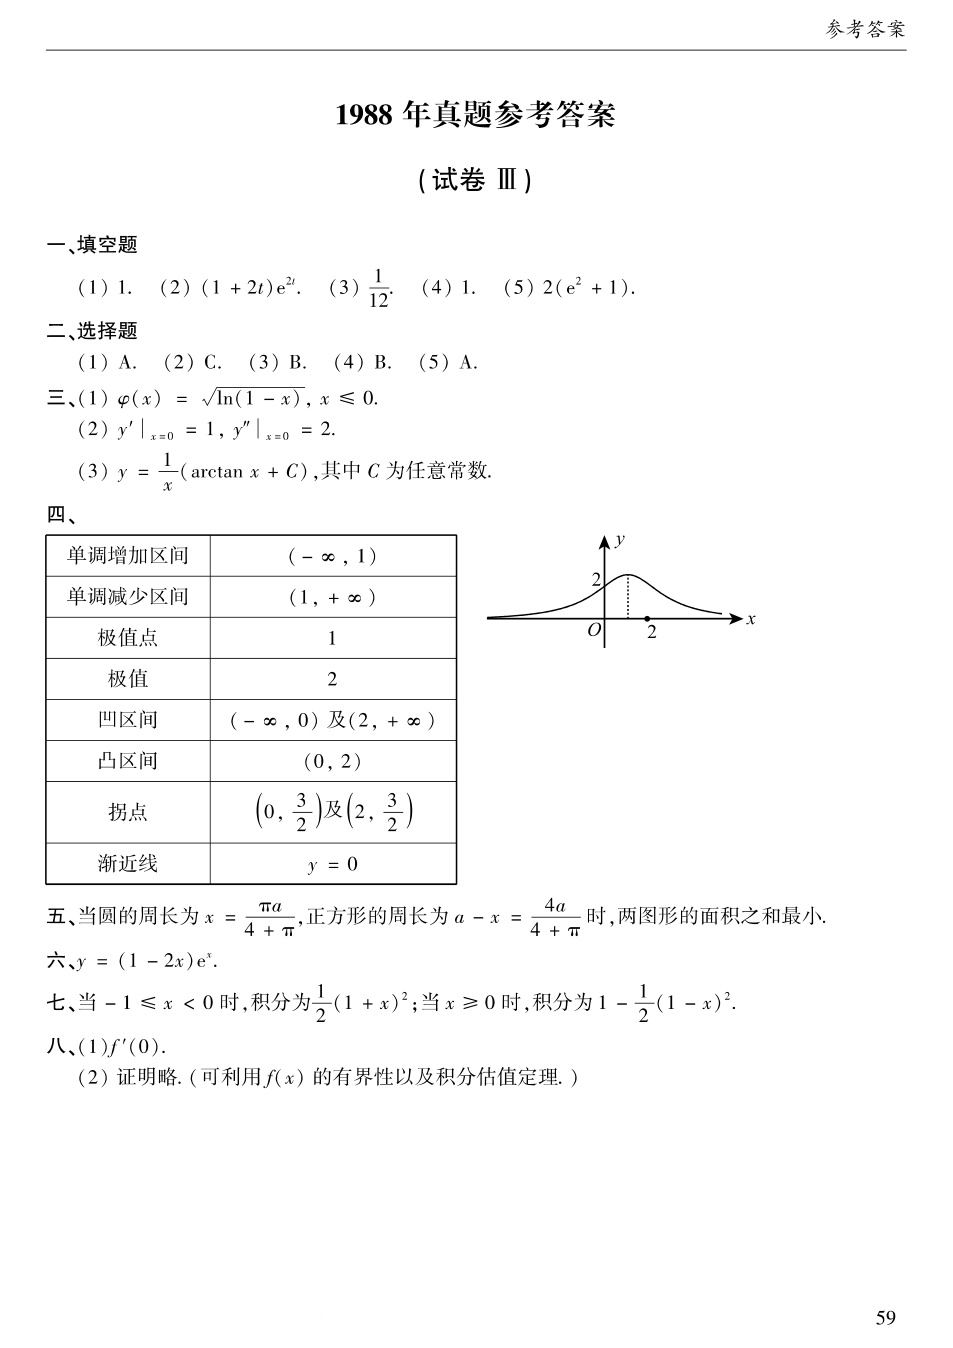 参考答案
1988 年真题参考答案
(试卷 Ⅲ)
一、填空题
(1) 1. (2) (1 + 2t)e^{2t}. (3) 1/12. (4) 1. (5) 2(e² + 1).
二、选择题
(1) A. (2) C. (3) B. (4) B. (5) A.
三、(1) φ(x) = √(ln(1 − x)), x ≤ 0.
(2) y′|_{x=0} = 1, y″|_{x=0} = 2.
(3) y = 1/x (arctan x + C),其中 C 为任意常数.
四、
单调增加区间 (− ∞ , 1)
单调减少区间 (1, + ∞ )
极值点 1
极值 2
凹区间 (− ∞ , 0) 及(2, + ∞ )
凸区间 (0, 2)
拐点 (0, 3/2)及(2, 3/2)
渐近线 y = 0
y
2
O
2
x
五、当圆的周长为 x = πa/(4 + π),正方形的周长为 a − x = 4a/(4 + π) 时,两图形的面积之和最小.
六、y = (1 − 2x)e^x.
七、当 − 1 ≤ x < 0 时,积分为 1/2 (1 + x)²;当 x ≥ 0 时,积分为 1 − 1/2 (1 − x)².
八、(1)f′(0).
(2) 证明略. (可利用 f(x) 的有界性以及积分估值定理. )
59